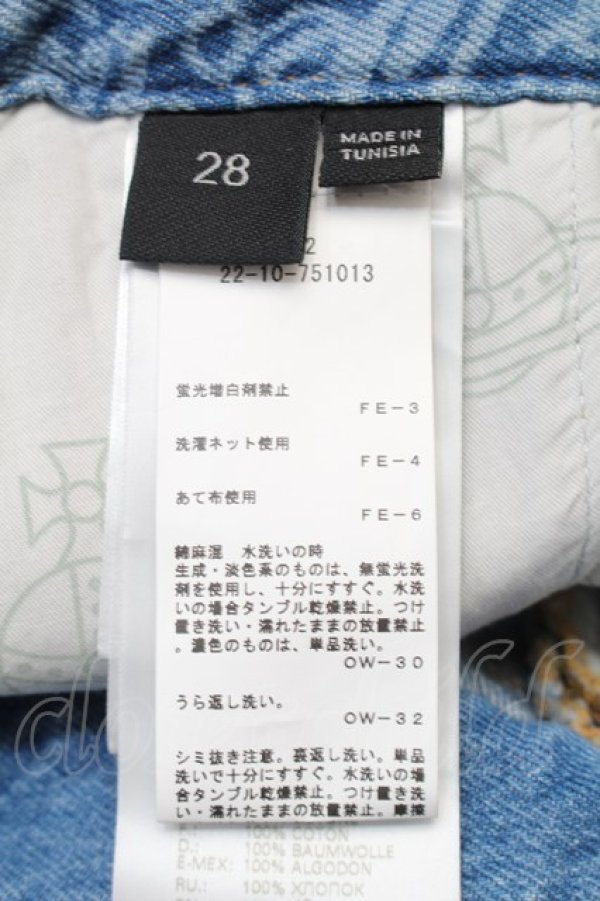 28
MADE IN
TUNISIA
2
22-10-751013
蛍光増白剤禁止
FE-3
洗濯ネット使用
FE-4
あて布使用
FE-6
綿麻混 水洗いの時
生成・淡色系のものは、無蛍光洗
剤を使用し、十分にすすぐ。水洗
いの場合タンブル乾燥禁止。つけ
置き洗い・濡れたままの放置禁止
。濃色のものは、単品洗い。
OW-30
うら返し洗い。
OW-32
シミ抜き注意。裏返し洗い。単品
洗いで十分にすすぐ。水洗いの場
合タンブル乾燥禁止。つけ置き洗
い・濡れたままの放置禁止。摩擦
100% COTON
D.: 100% BAUMWOLLE
E-MEX: 100% ALGODON
RU.: 100% ХЛОПОК